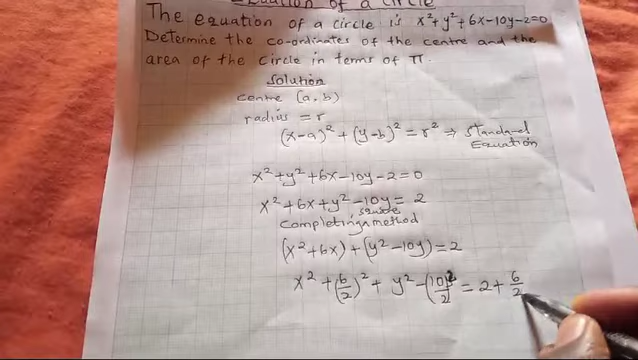 Equation of a circle
The equation of a circle is x²+y²+6x-10y-2=0
Determine the co-ordinates of the centre and the
area of the circle in terms of π.
Solution
centre (a, b)
radius = r
(x-a)² + (y-b)² = r² ⇒ standard
Equation
x²+y²+6x-10y-2=0
x²+6x+y²-10y= 2
square
Completing method
(x²+6x)+(y²-10y)=2
x² + (6/2)² + y² - (10/2)² = 2 + 6/2